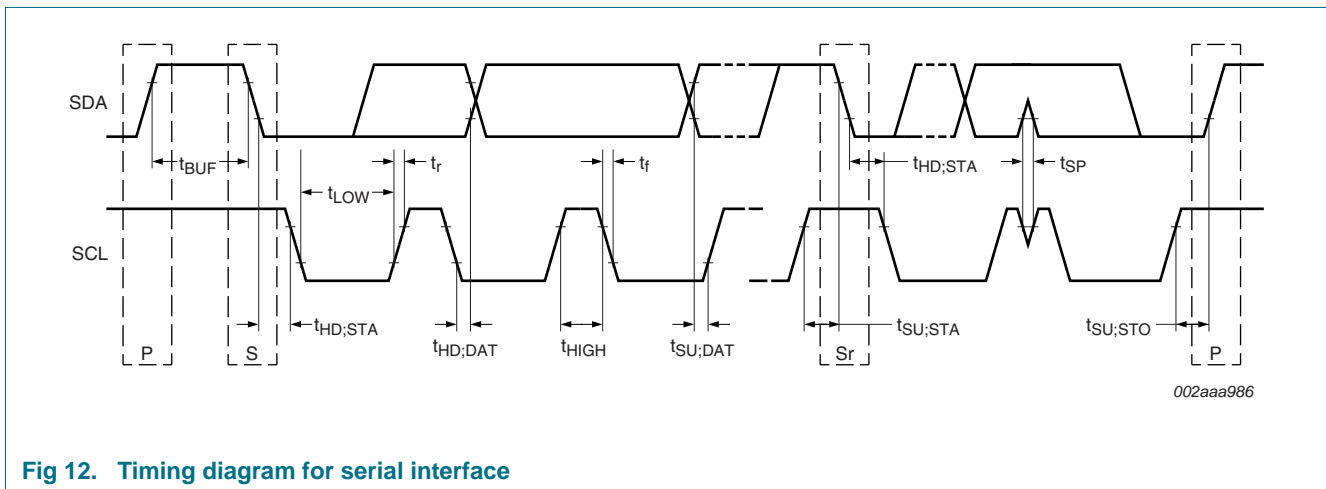 SDA
tBUF
tLOW
tr
tf
tHD;STA
tSP
SCL
tHD;STA
tHD;DAT
tHIGH
tSU;DAT
tSU;STA
tSU;STO
P
S
Sr
P
002aaa986
Fig 12. Timing diagram for serial interface